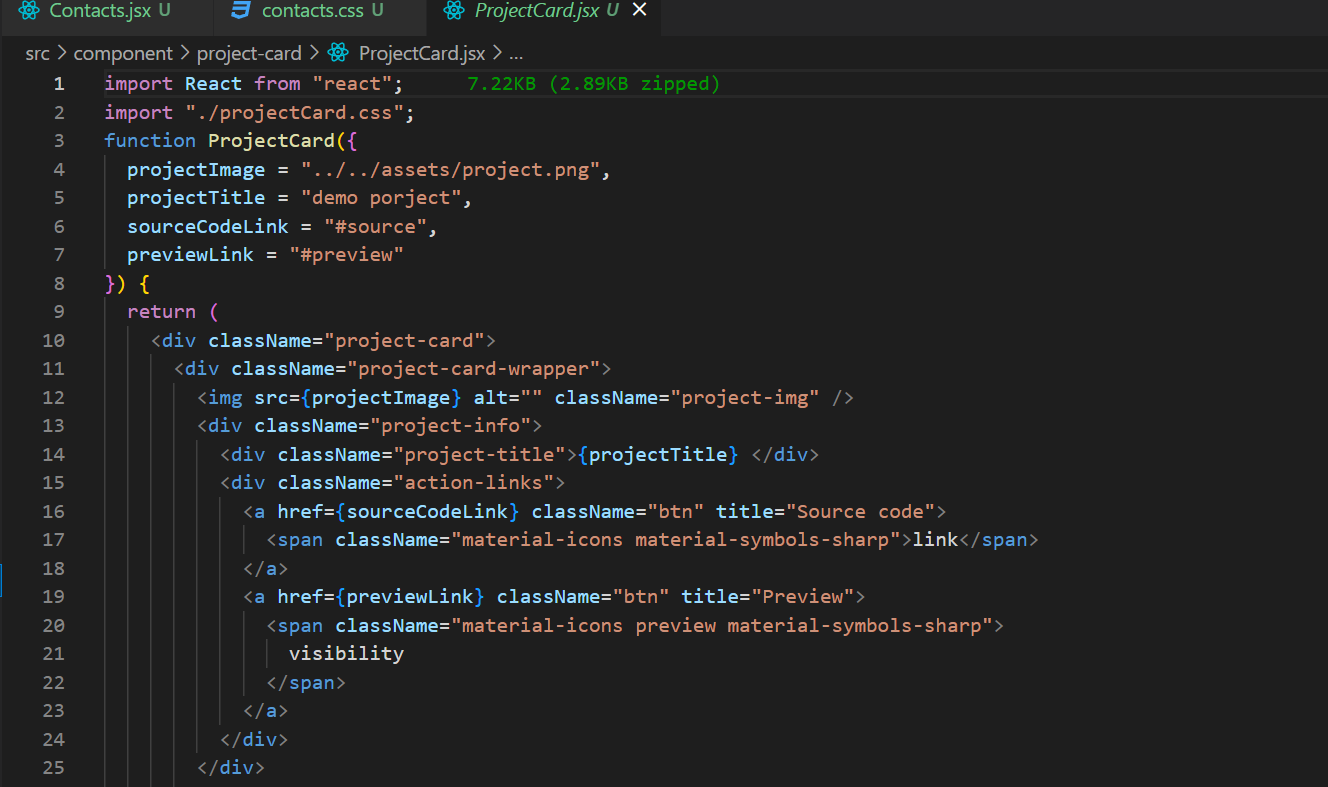 Contacts.jsx U contacts.css U ProjectCard.jsx U
src > component > project-card > ProjectCard.jsx > ...
1 import React from "react"; 7.22KB (2.89KB zipped)
2 import "./projectCard.css";
3 function ProjectCard({
4 projectImage = "../../assets/project.png",
5 projectTitle = "demo porject",
6 sourceCodeLink = "#source",
7 previewLink = "#preview"
8 }) {
9 return (
10 <div className="project-card">
11 <div className="project-card-wrapper">
12 <img src={projectImage} alt="" className="project-img" />
13 <div className="project-info">
14 <div className="project-title">{projectTitle} </div>
15 <div className="action-links">
16 <a href={sourceCodeLink} className="btn" title="Source code">
17 <span className="material-icons material-symbols-sharp">link</span>
18 </a>
19 <a href={previewLink} className="btn" title="Preview">
20 <span className="material-icons preview material-symbols-sharp">
21 visibility
22 </span>
23 </a>
24 </div>
25 </div>